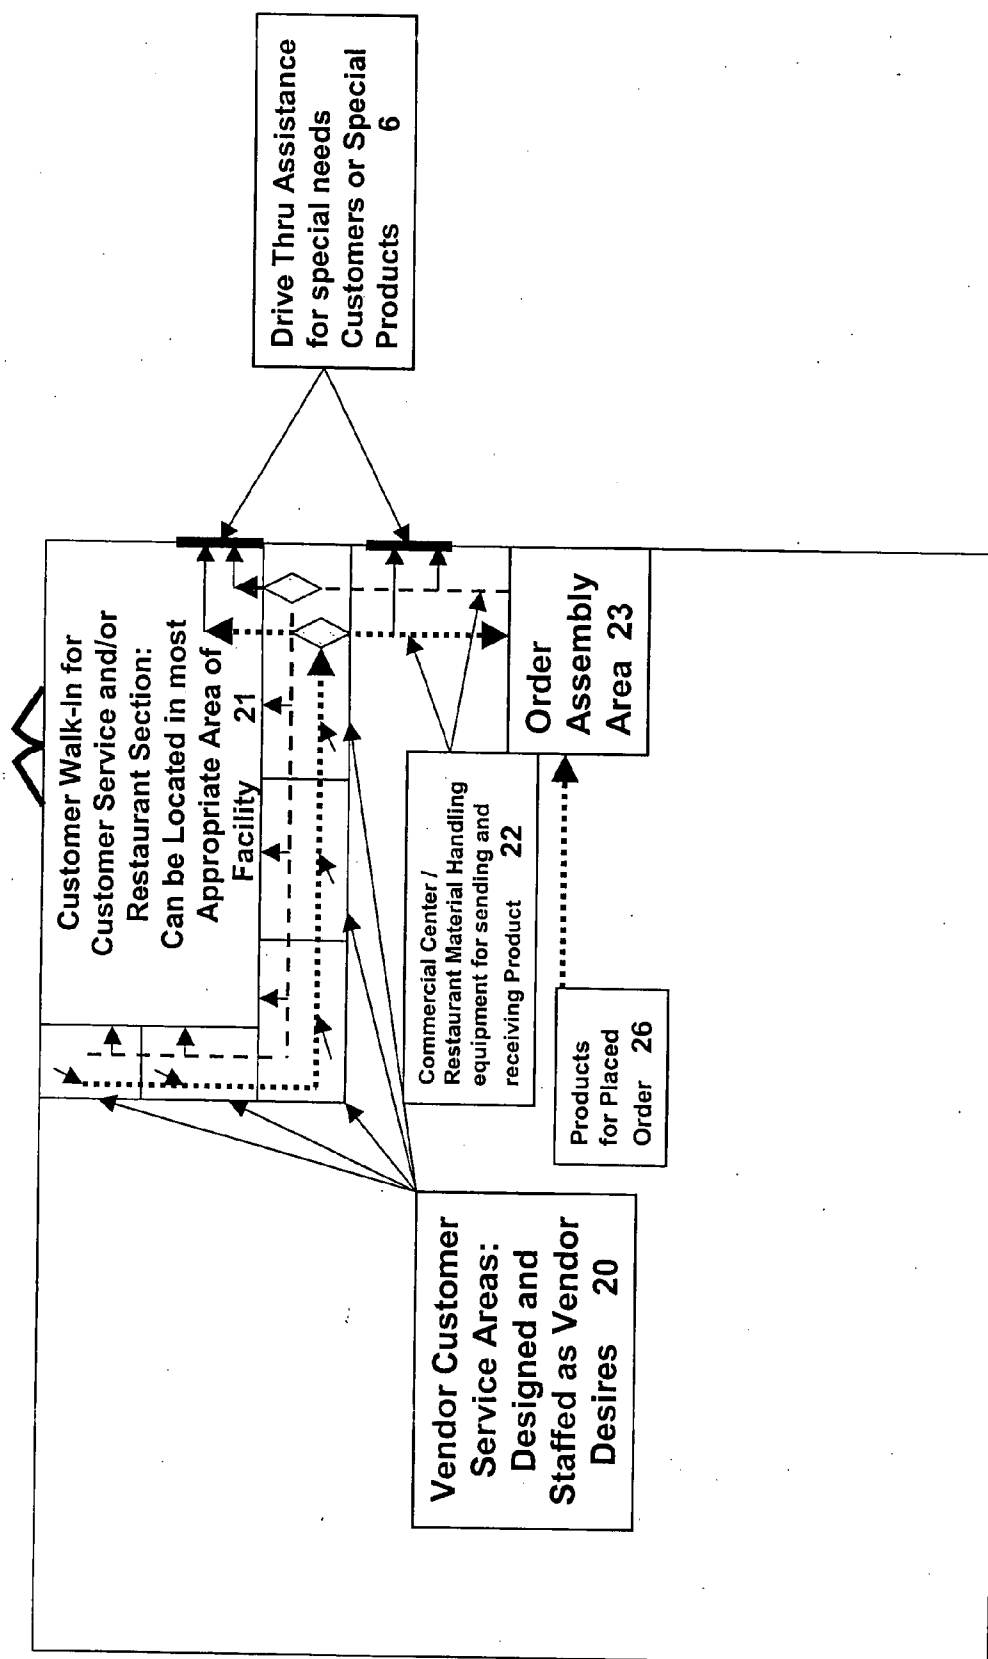 Drive Thru Assistance
for special needs
Customers or Special
Products 6
Customer Walk-In for
Customer Service and/or
Restaurant Section:
Can be Located in most
Appropriate Area of
Facility 21
Order
Assembly
Area 23
Commercial Center /
Restaurant Material Handling
equipment for sending and
receiving Product 22
Products
for Placed
Order 26
Vendor Customer
Service Areas:
Designed and
Staffed as Vendor
Desires 20